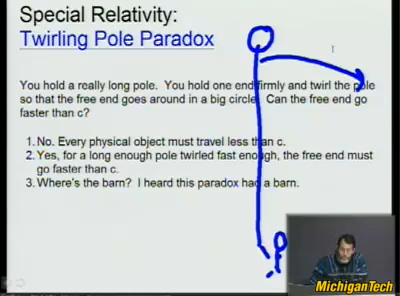 Special Relativity:
Twirling Pole Paradox
You hold a really long pole. You hold one end firmly and twirl the pole
so that the free end goes around in a big circle. Can the free end go
faster than c?
1. No. Every physical object must travel less than c.
2. Yes, for a long enough pole twirled fast enough, the free end must
go faster than c.
3. Where's the barn? I heard this paradox had a barn.
MichiganTech